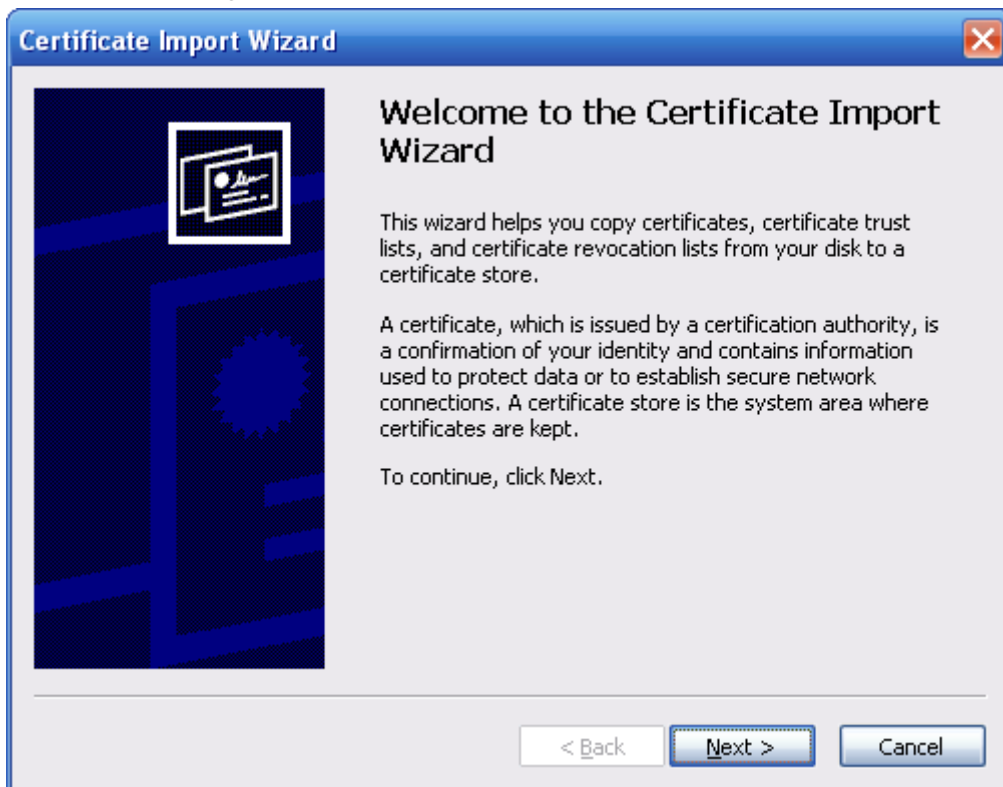 Certificate Import Wizard
Welcome to the Certificate Import
Wizard
This wizard helps you copy certificates, certificate trust
lists, and certificate revocation lists from your disk to a
certificate store.
A certificate, which is issued by a certification authority, is
a confirmation of your identity and contains information
used to protect data or to establish secure network
connections. A certificate store is the system area where
certificates are kept.
To continue, click Next.
< Back
Next >
Cancel